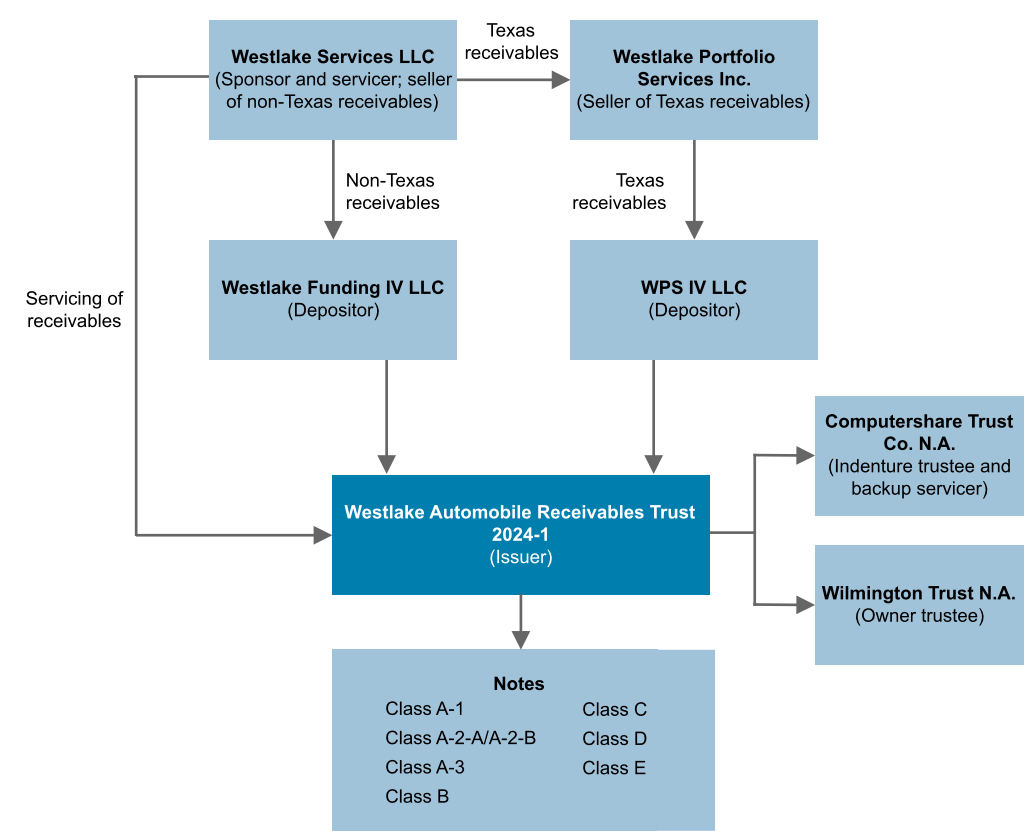 Westlake Services LLC
(Sponsor and servicer; seller
of non-Texas receivables)
Texas
receivables
Westlake Portfolio
Services Inc.
(Seller of Texas receivables)
Non-Texas
receivables
Texas
receivables
Servicing of
receivables
Westlake Funding IV LLC
(Depositor)
WPS IV LLC
(Depositor)
Computershare Trust
Co. N.A.
(Indenture trustee and
backup servicer)
Westlake Automobile Receivables Trust
2024-1
(Issuer)
Wilmington Trust N.A.
(Owner trustee)
Notes
Class A-1
Class A-2-A/A-2-B
Class A-3
Class B
Class C
Class D
Class E